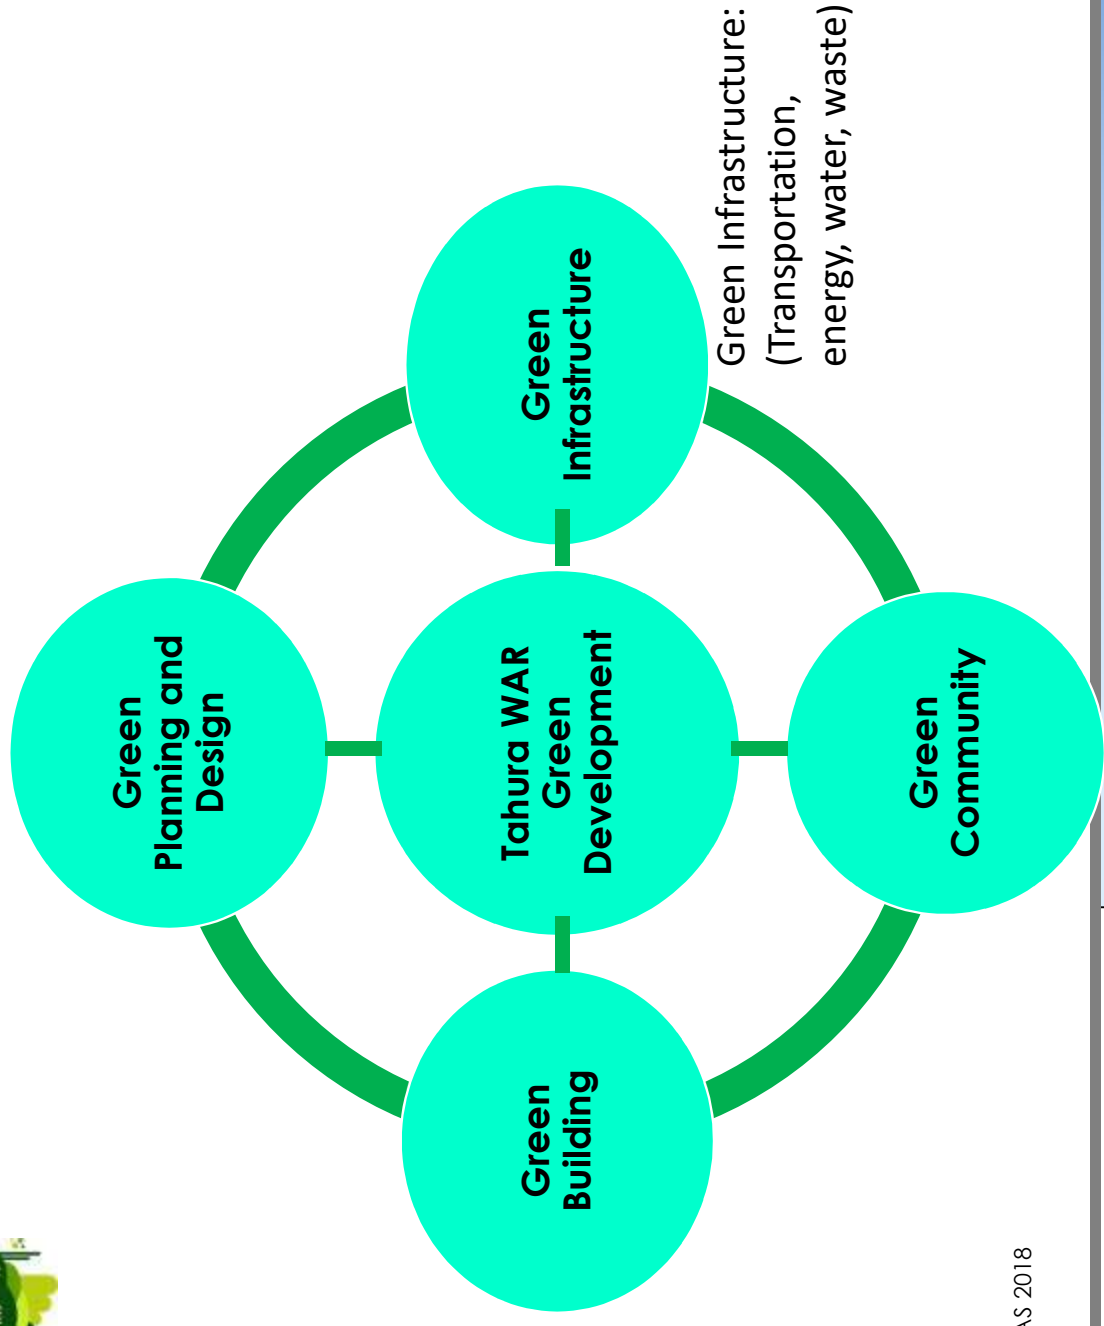 Green
Planning and
Design
Green
Building
Tahura WAR
Green
Development
Green
Infrastructure
Green Infrastructure:
(Transportation,
energy, water, waste)
Green
Community
2018